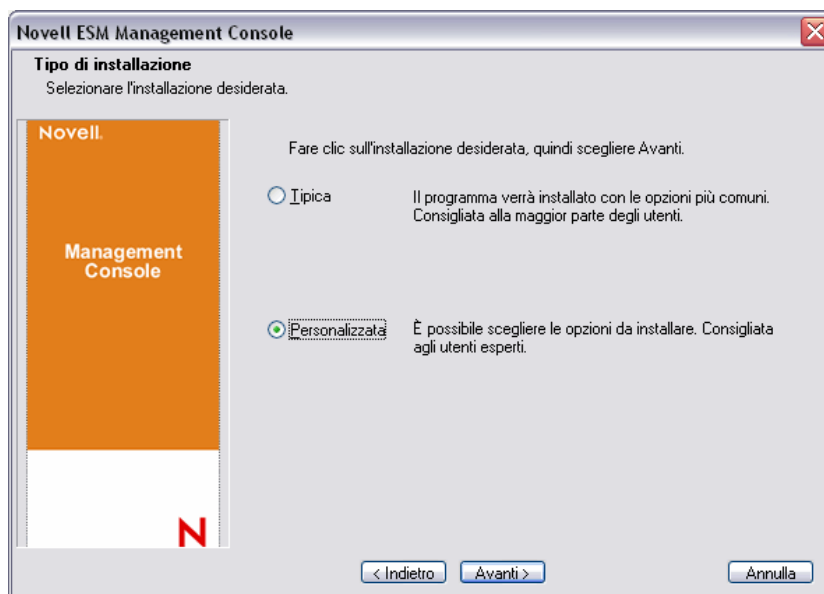 Novell ESM Management Console
Tipo di installazione
Selezionare l'installazione desiderata.
Novell.
Management
Console
N
Fare clic sull'installazione desiderata, quindi scegliere Avanti.
Tipica
Il programma verrà installato con le opzioni più comuni.
Consigliata alla maggior parte degli utenti.
Personalizzata
È possibile scegliere le opzioni da installare. Consigliata
agli utenti esperti.
< Indietro
Avanti >
Annulla